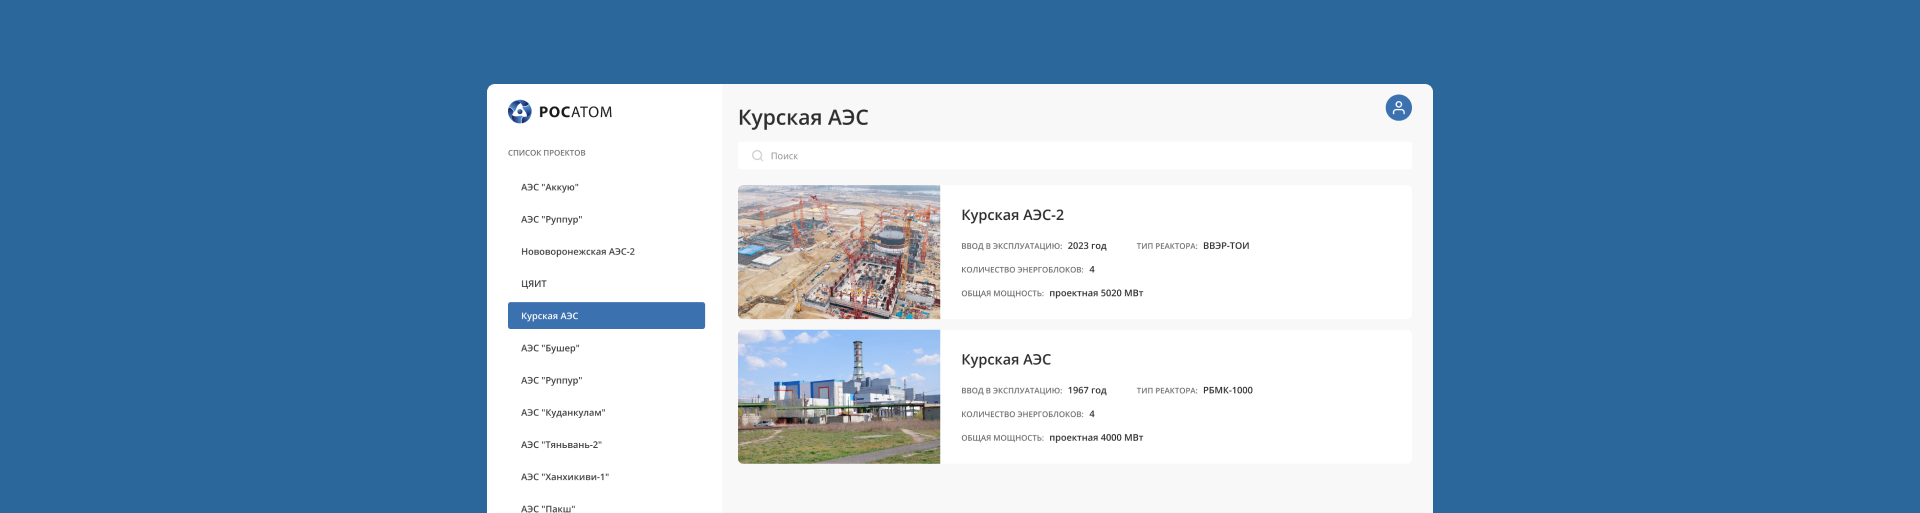 РОСАТОМ
СПИСОК ПРОЕКТОВ
АЭС "Аккую"
АЭС "Руппур"
Нововоронежская АЭС-2
ЦЯИТ
Курская АЭС
АЭС "Бушер"
АЭС "Руппур"
АЭС "Куданкулам"
АЭС "Тяньвань-2"
АЭС "Ханхикиви-1"
АЭС "Пакш"
Курская АЭС
Поиск
Курская АЭС-2
ВВОД В ЭКСПЛУАТАЦИЮ: 2023 год ТИП РЕАКТОРА: ВВЭР-ТОИ
КОЛИЧЕСТВО ЭНЕРГОБЛОКОВ: 4
ОБЩАЯ МОЩНОСТЬ: проектная 5020 МВт
Курская АЭС
ВВОД В ЭКСПЛУАТАЦИЮ: 1967 год ТИП РЕАКТОРА: РБМК-1000
КОЛИЧЕСТВО ЭНЕРГОБЛОКОВ: 4
ОБЩАЯ МОЩНОСТЬ: проектная 4000 МВт